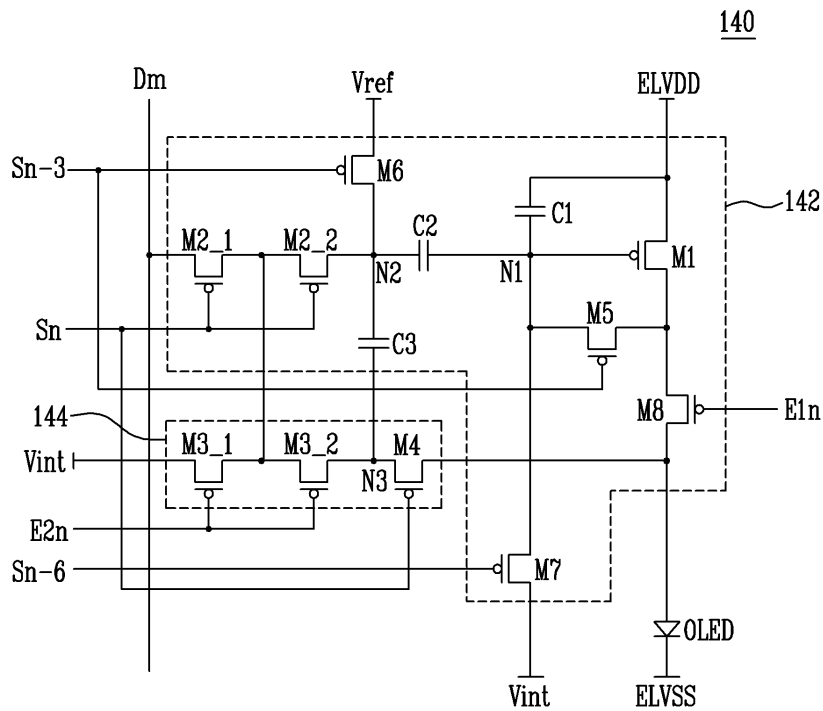 140
Dm
Vref
ELVDD
Sn-3
M6
142
C1
M2_1
M2_2
C2
N2
N1
M1
Sn
C3
M5
M8
E1n
144
M3_1
M3_2
M4
Vint
N3
E2n
Sn-6
M7
OLED
Vint
ELVSS